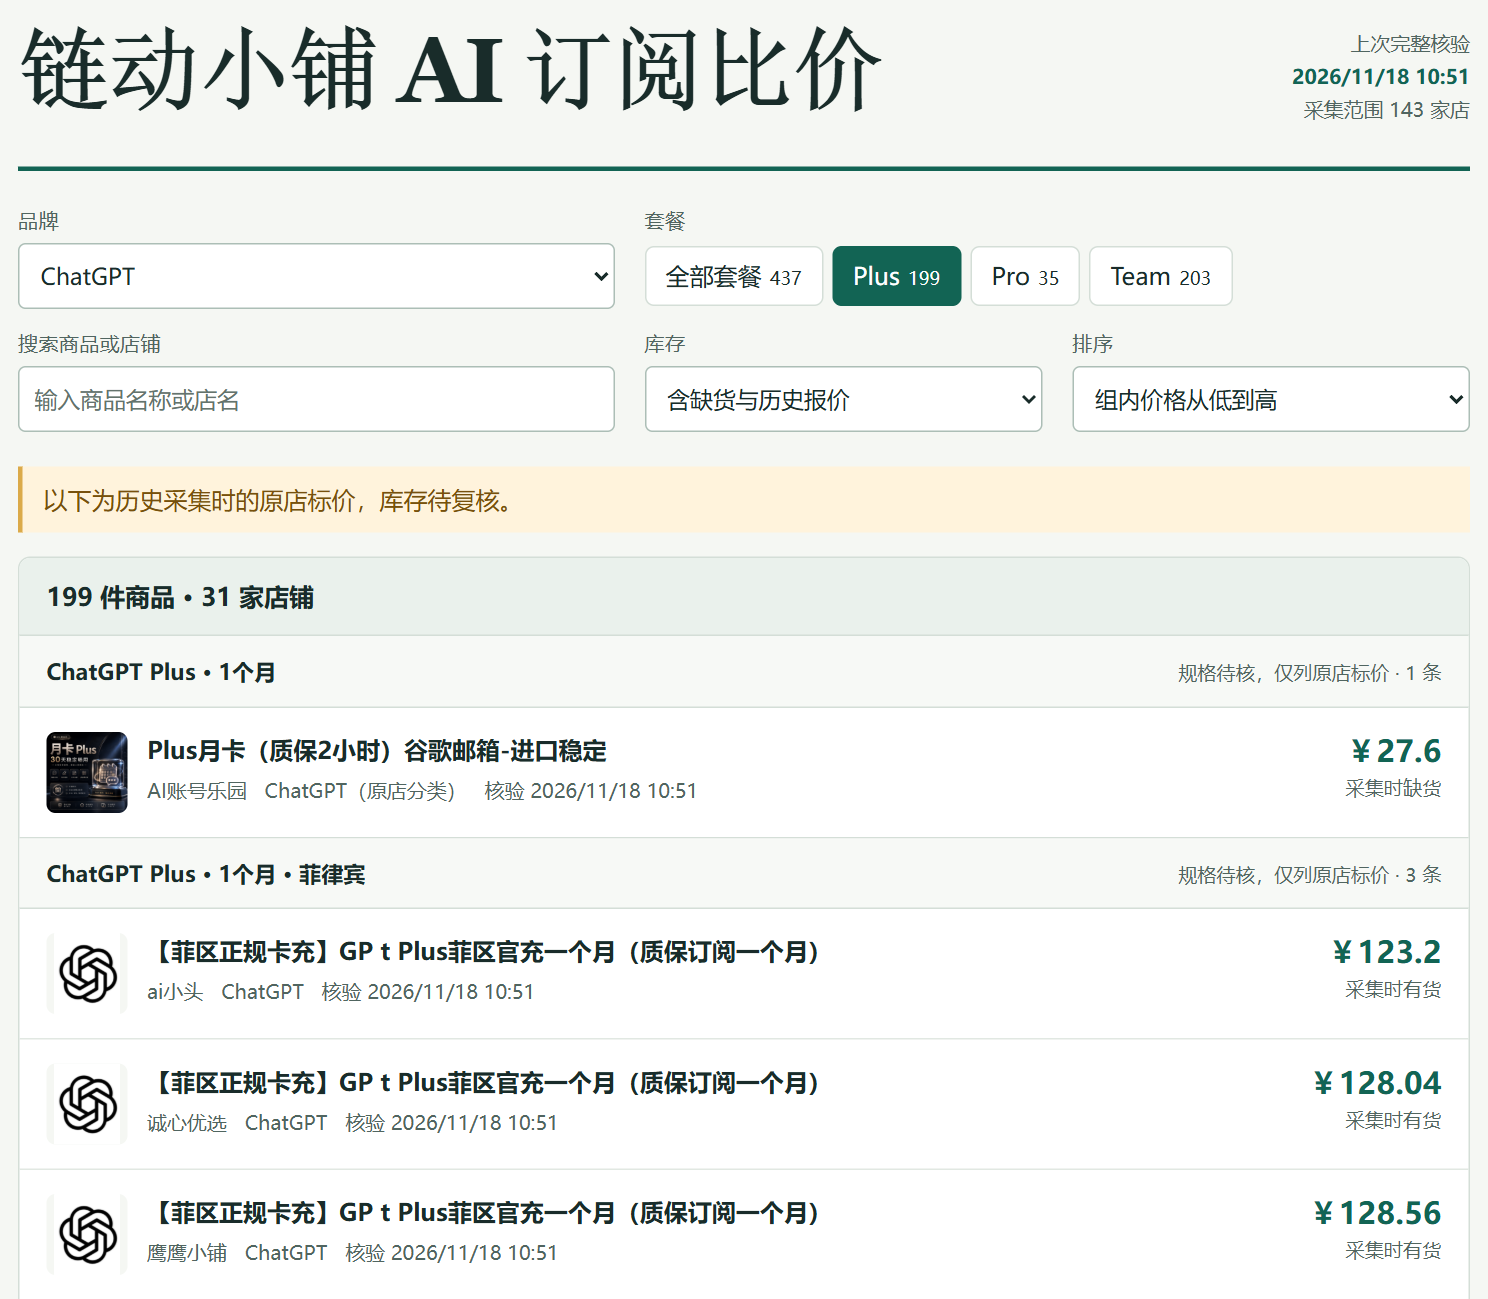 链动小铺 AI 订阅比价
上次完整核验
2026/11/18 10:51
采集范围 143 家店
品牌
ChatGPT
套餐
全部套餐 437
Plus 199
Pro 35
Team 203
搜索商品或店铺
输入商品名称或店名
库存
含缺货与历史报价
排序
组内价格从低到高
以下为历史采集时的原店标价，库存待复核。
199 件商品 • 31 家店铺
ChatGPT Plus • 1个月
规格待核，仅列原店标价 · 1 条
月卡 Plus
Plus月卡（质保2小时）谷歌邮箱-进口稳定
AI账号乐园 ChatGPT（原店分类） 核验 2026/11/18 10:51
¥ 27.6
采集时缺货
ChatGPT Plus • 1个月 • 菲律宾
规格待核，仅列原店标价 · 3 条
【菲区正规卡充】GP t Plus菲区官充一个月（质保订阅一个月）
ai小头 ChatGPT 核验 2026/11/18 10:51
¥ 123.2
采集时有货
【菲区正规卡充】GP t Plus菲区官充一个月（质保订阅一个月）
诚心优选 ChatGPT 核验 2026/11/18 10:51
¥ 128.04
采集时有货
【菲区正规卡充】GP t Plus菲区官充一个月（质保订阅一个月）
鹰鹰小铺 ChatGPT 核验 2026/11/18 10:51
¥ 128.56
采集时有货